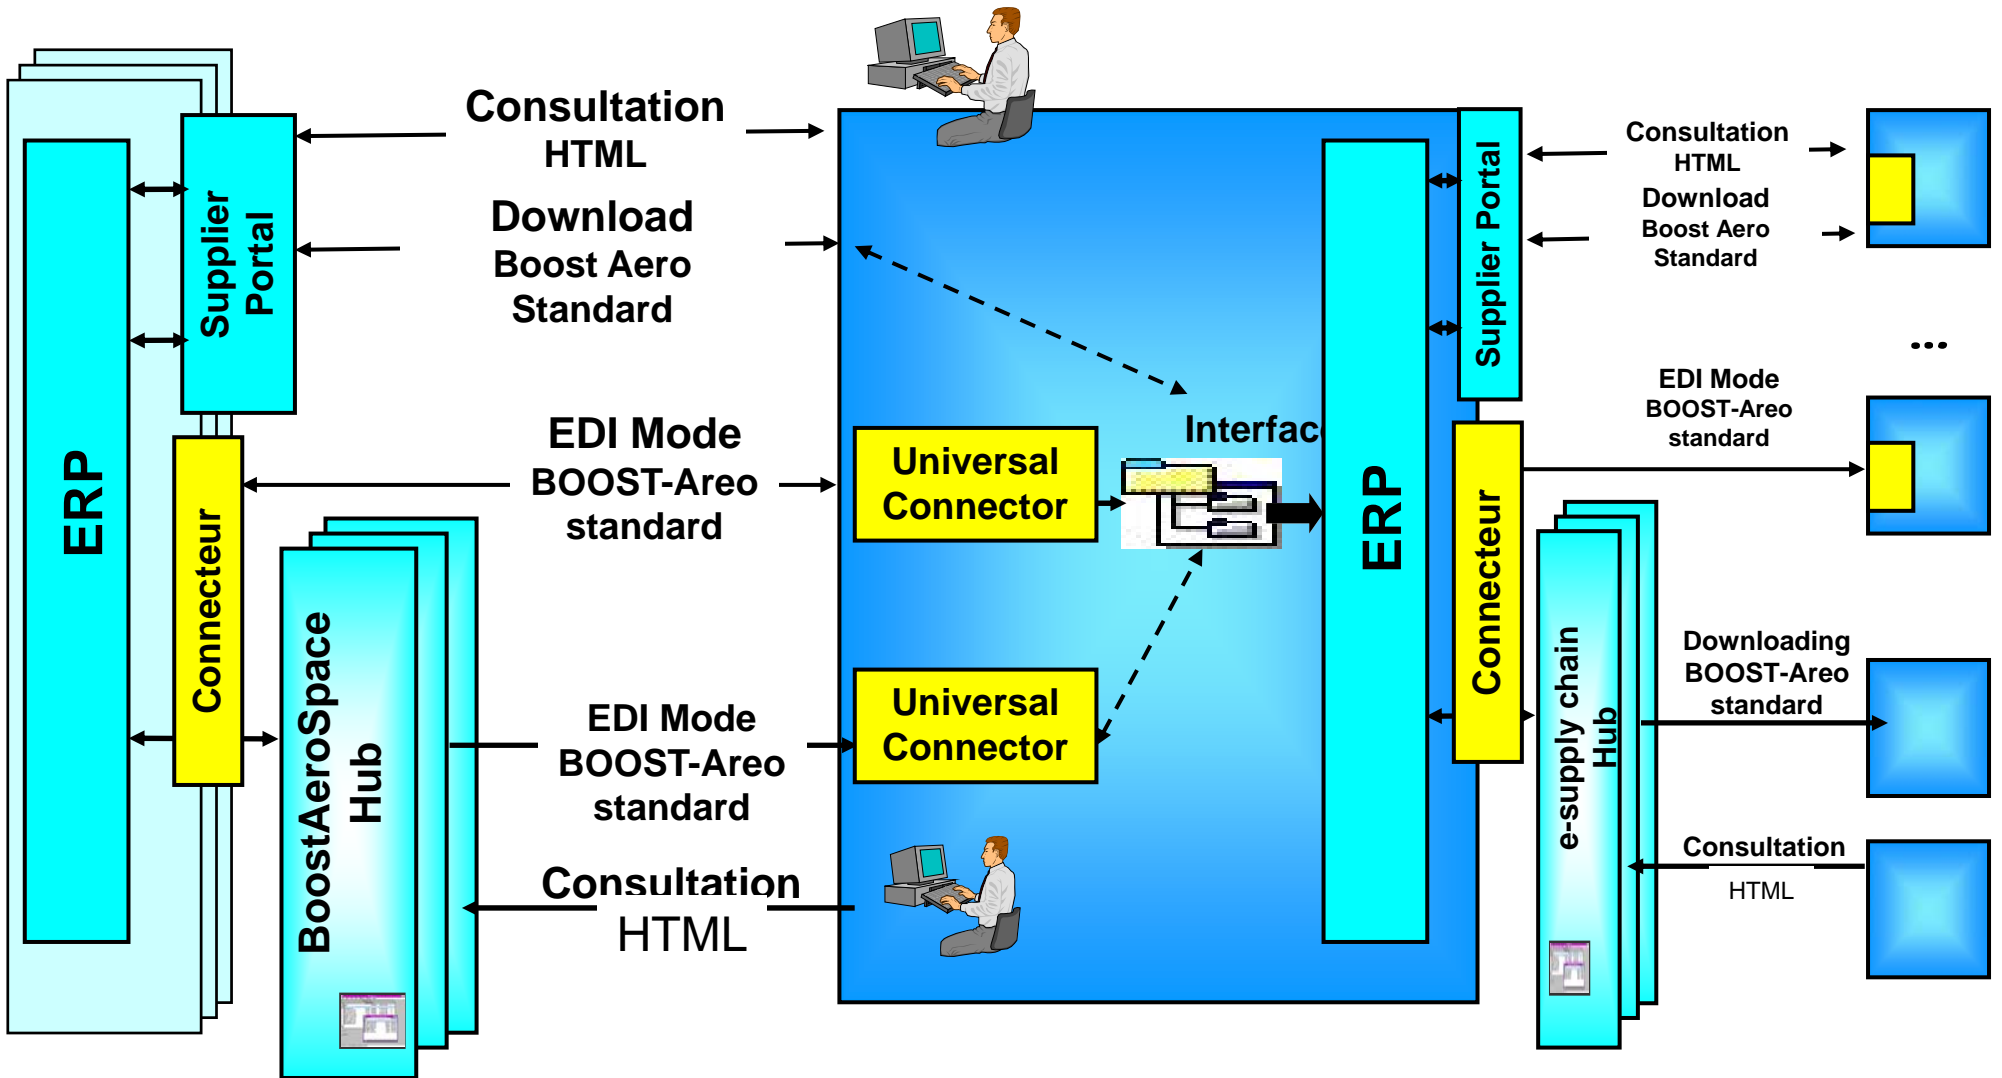 Consultation
HTML
Download
Boost Aero
Standard
Supplier
Portal
ERP
Connecteur
EDI Mode
BOOST-Areo
standard
BoostAeroSpace
Hub
EDI Mode
BOOST-Areo
standard
Consultation
HTML
Universal
Connector
Universal
Connector
Interfac
ERP
Supplier Portal
Connecteur
e-supply chain
Hub
Consultation
HTML
Download
Boost Aero
Standard
...
EDI Mode
BOOST-Areo
standard
Downloading
BOOST-Areo
standard
Consultation
HTML